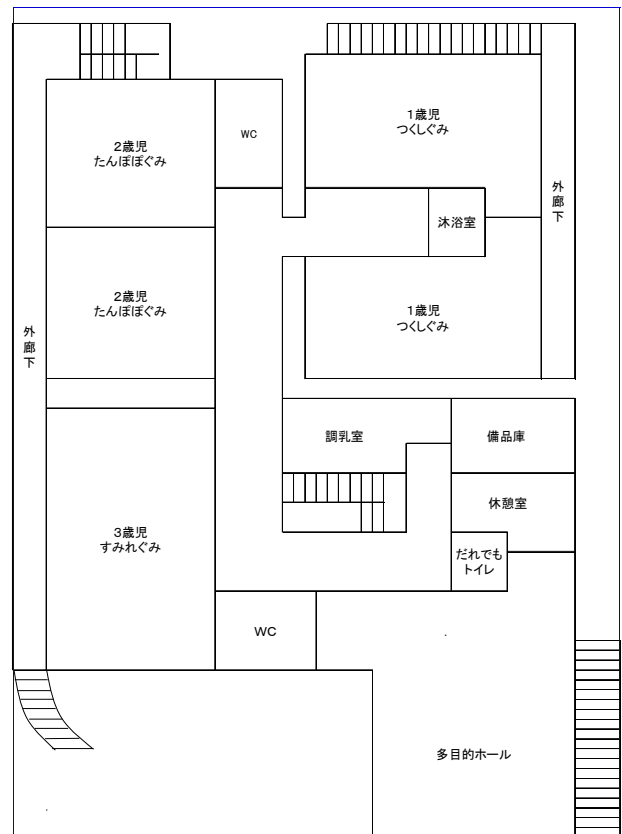 1歳児
つくしぐみ
WC
2歳児
たんぽぽぐみ
外廊下
沐浴室
2歳児
たんぽぽぐみ
1歳児
つくしぐみ
外廊下
調乳室
備品庫
休憩室
3歳児
すみれぐみ
だれでも
トイレ
WC
多目的ホール